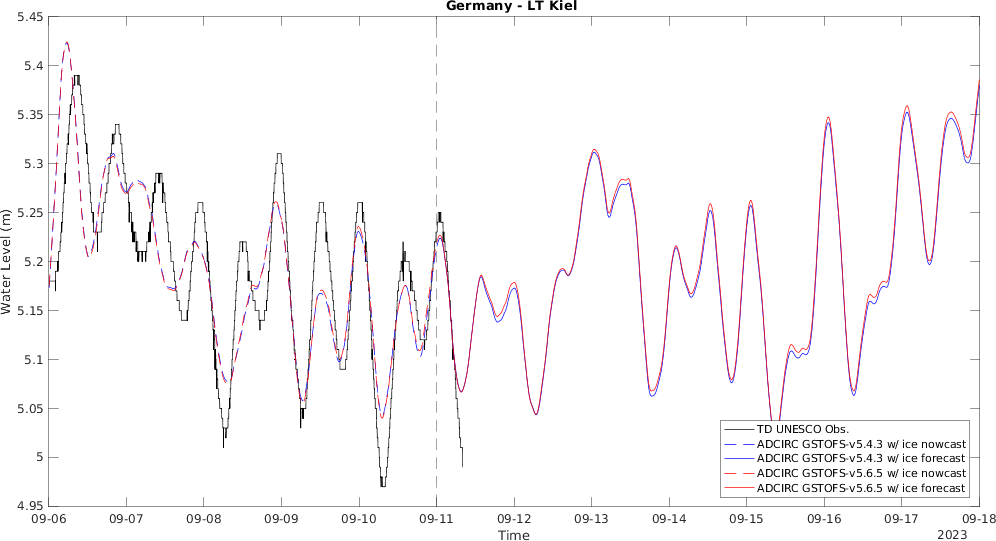 Germany - LT Kiel
5.45
5.4
5.35
5.3
5.25
5.2
5.15
5.1
5.05
5
4.95
Water Level (m)
TD UNESCO Obs.
ADCIRC GSTOFS-v5.4.3 w/ ice nowcast
ADCIRC GSTOFS-v5.4.3 w/ ice forecast
ADCIRC GSTOFS-v5.6.5 w/ ice nowcast
ADCIRC GSTOFS-v5.6.5 w/ ice forecast
09-06 09-07 09-08 09-09 09-10 09-11 09-12 09-13 09-14 09-15 09-16 09-17 09-18
Time
2023